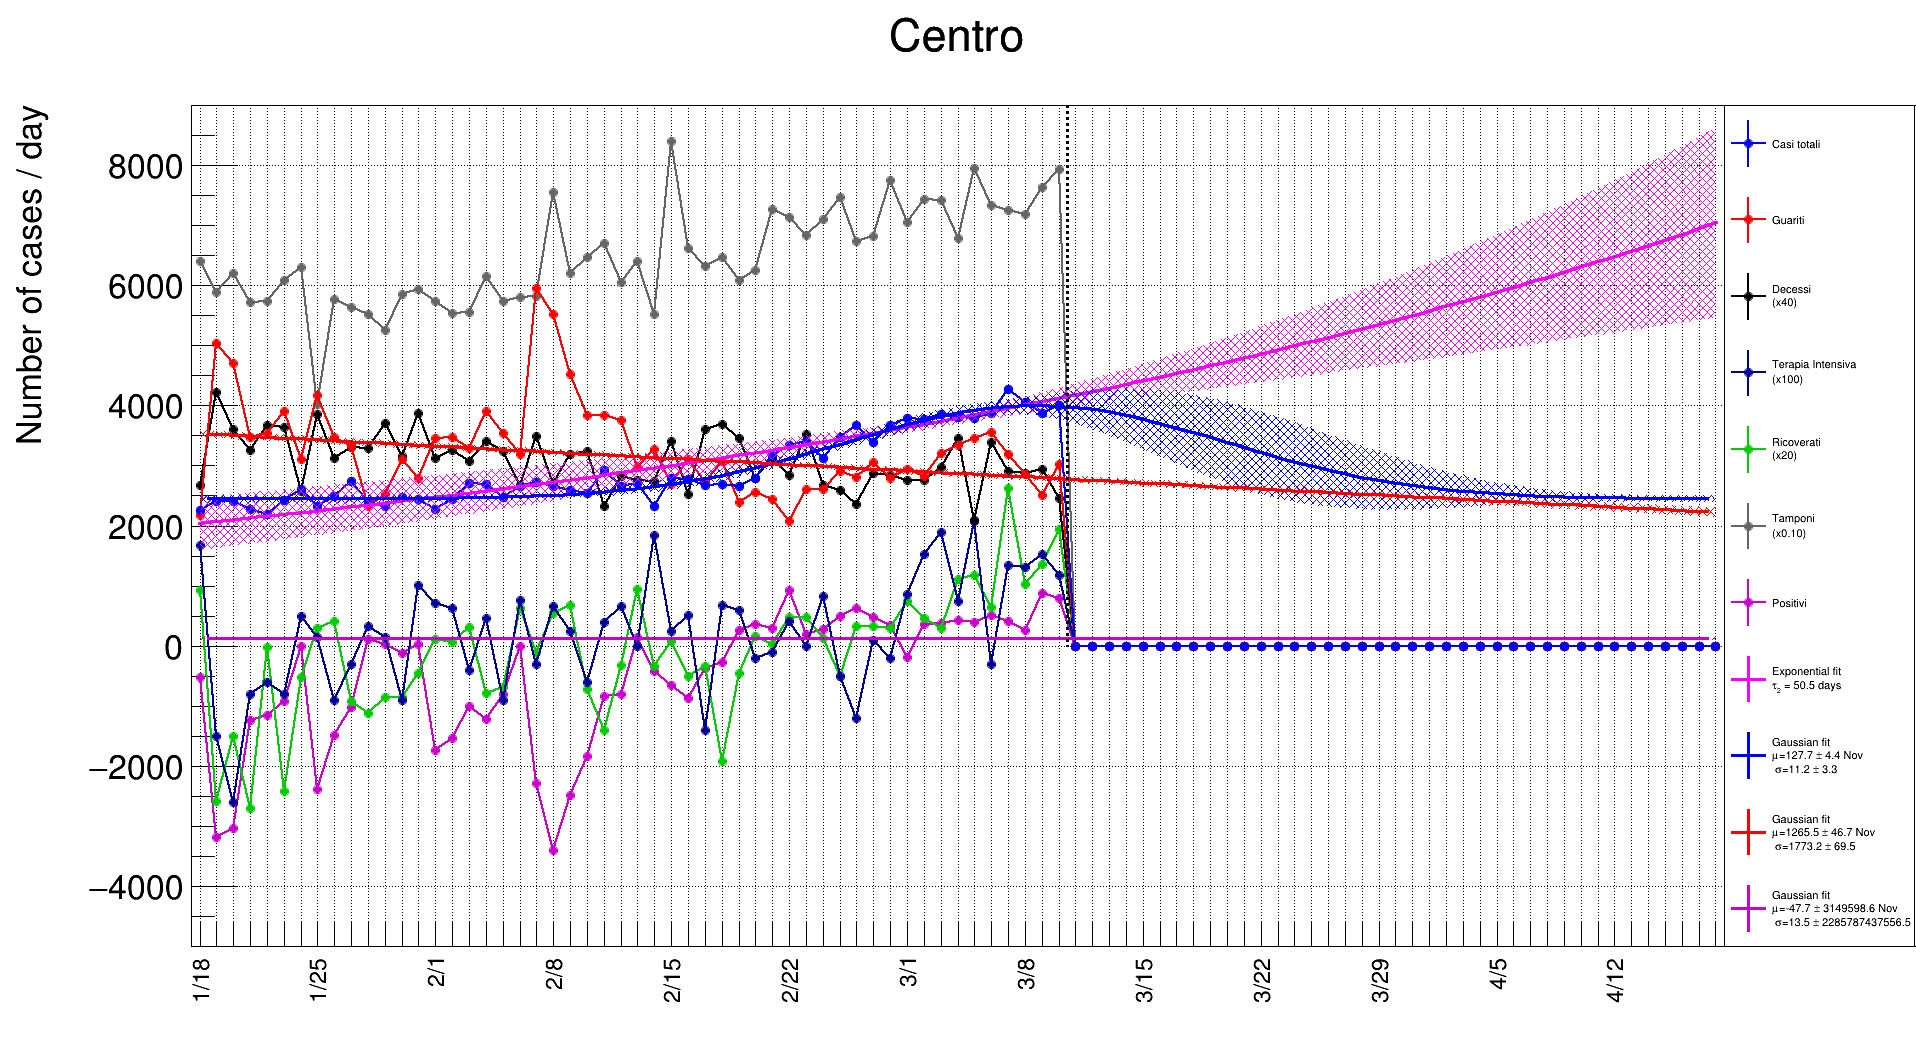 Centro
Number of cases / day
8000
6000
4000
2000
0
−2000
−4000
1/18
1/25
2/1
2/8
2/15
2/22
3/1
3/8
3/15
3/22
3/29
4/5
4/12
Casi totali
Guariti
Decessi
(x40)
Terapia Intensiva
(x100)
Ricoverati
(x20)
Tamponi
(x0.10)
Positivi
Exponential fit
τ₂ = 50.5 days
Gaussian fit
μ=127.7 ± 4.4 Nov
σ=11.2 ± 3.3
Gaussian fit
μ=1265.5 ± 46.7 Nov
σ=1773.2 ± 69.5
Gaussian fit
μ=-47.7 ± 3149598.6 Nov
σ=13.5 ± 2285787437556.5